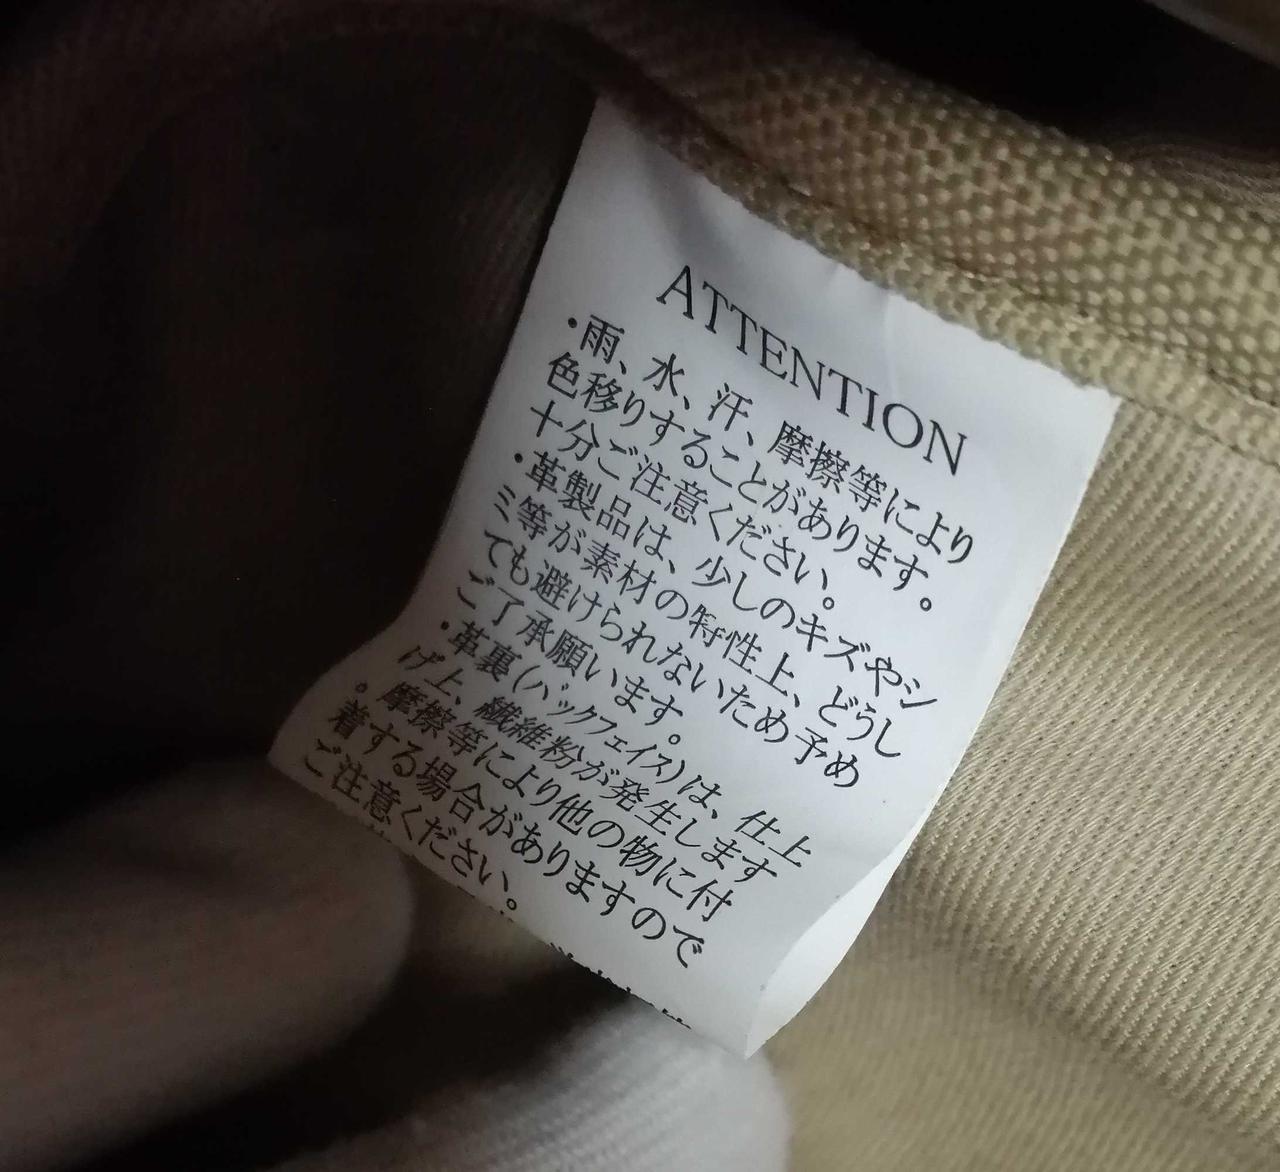 ATTENTION
・雨、水、汗、摩擦等により
色移りすることがあります。
十分ご注意ください。
・革製品は、少しのキズやシ
ミ等が素材の特性上、どうし
ても避けられないため予め
ご了承願います。
・革裏(バックフェイス)は、仕上
げ上、繊維粉が発生します
。摩擦等により他の物に付
着する場合がありますので
ご注意ください。